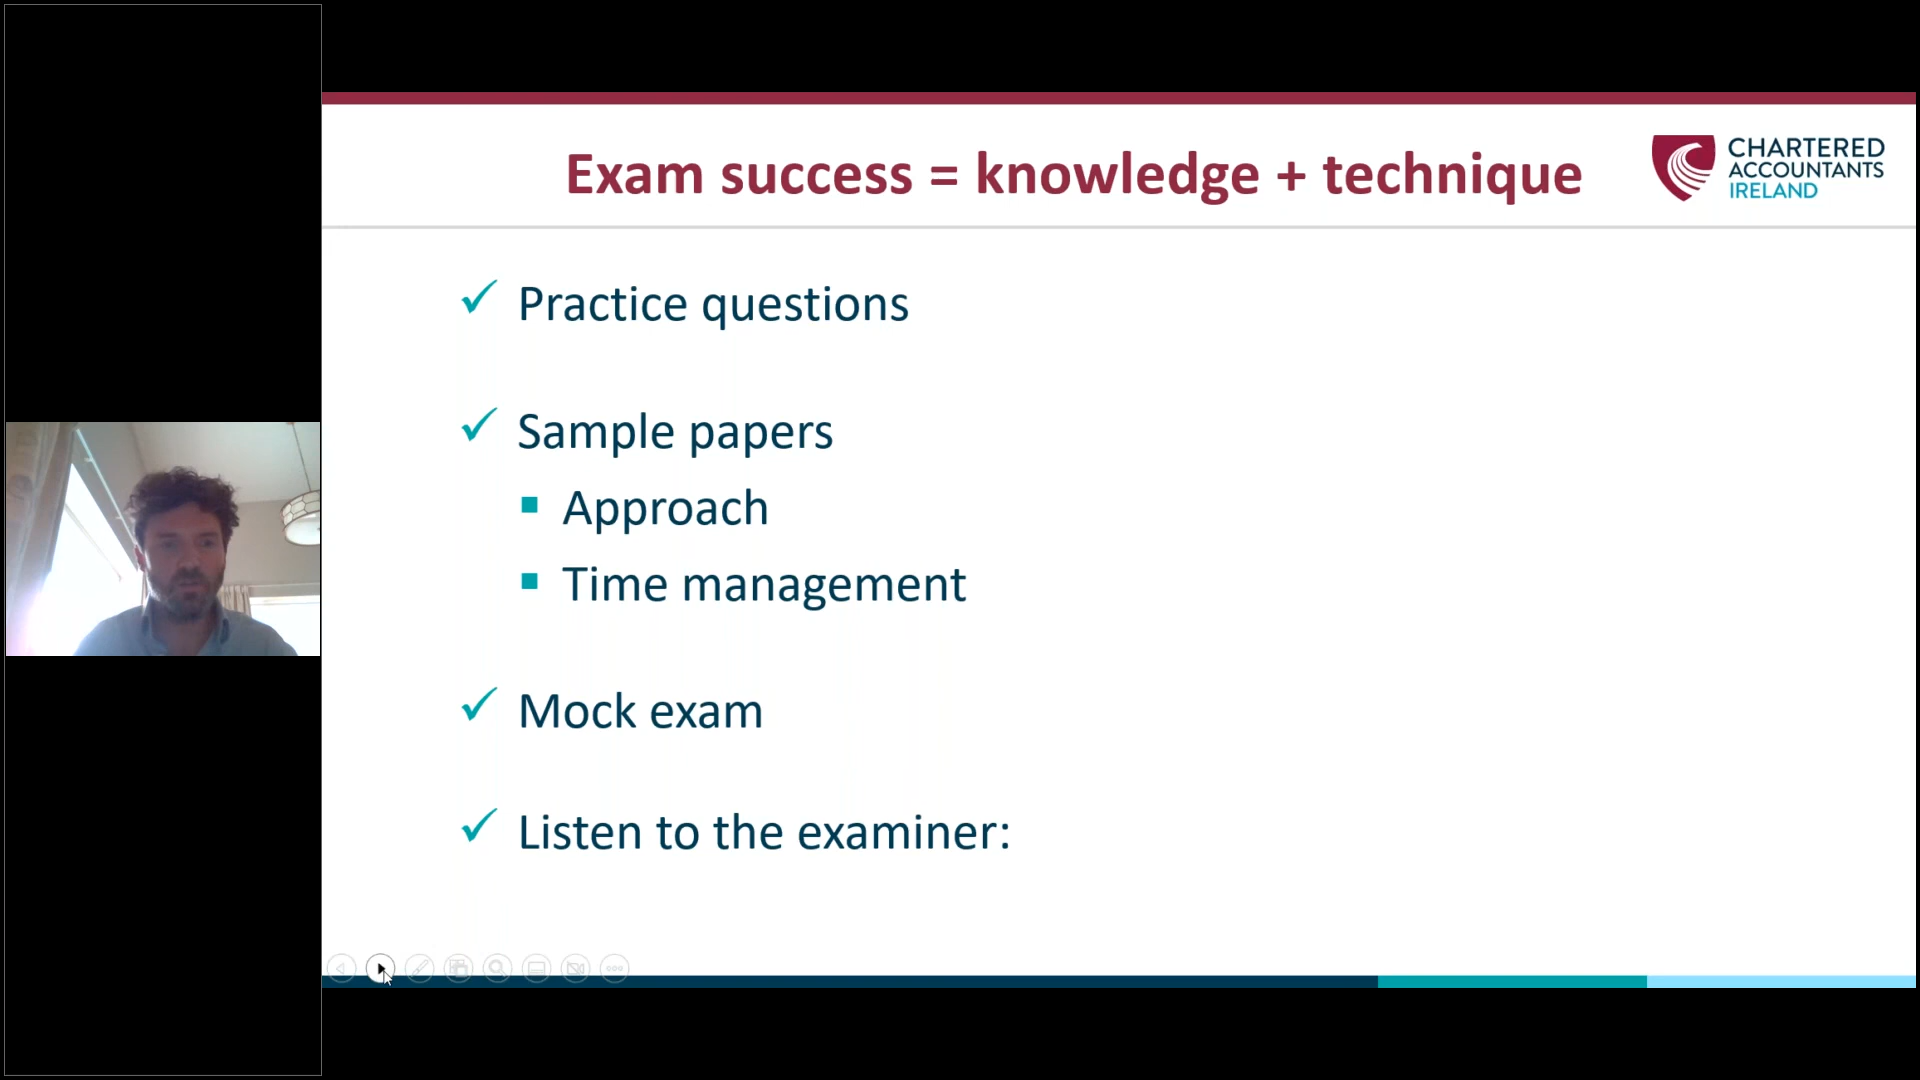 Exam success = knowledge + technique
CHARTERED
ACCOUNTANTS
IRELAND
Practice questions
Sample papers
Approach
Time management
Mock exam
Listen to the examiner: